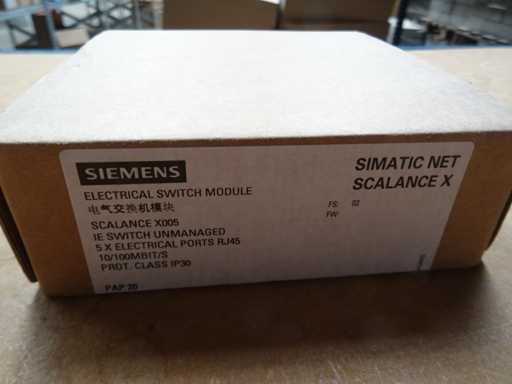 SIEMENS
SIMATIC NET
SCALANCE X
ELECTRICAL SWITCH MODULE
电气交换机模块
FS: 02
FW:
SCALANCE X005
IE SWITCH UNMANAGED
5 X ELECTRICAL PORTS RJ45
10/100MBIT/S
PROT. CLASS IP30
PAP 20